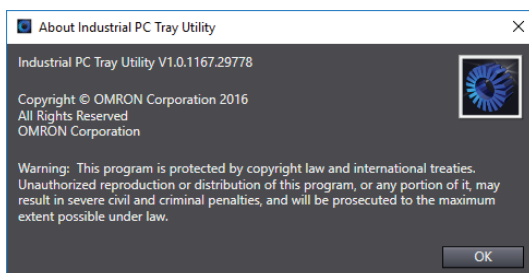 About Industrial PC Tray Utility
Industrial PC Tray Utility V1.0.1167.29778
Copyright © OMRON Corporation 2016
All Rights Reserved
OMRON Corporation
Warning: This program is protected by copyright law and international treaties.
Unauthorized reproduction or distribution of this program, or any portion of it, may
result in severe civil and criminal penalties, and will be prosecuted to the maximum
extent possible under law.
OK